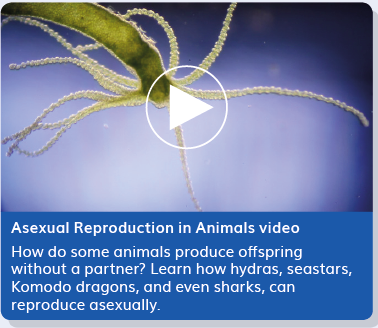 Asexual Reproduction in Animals video
How do some animals produce offspring
without a partner? Learn how hydras, seastars,
Komodo dragons, and even sharks, can
reproduce asexually.